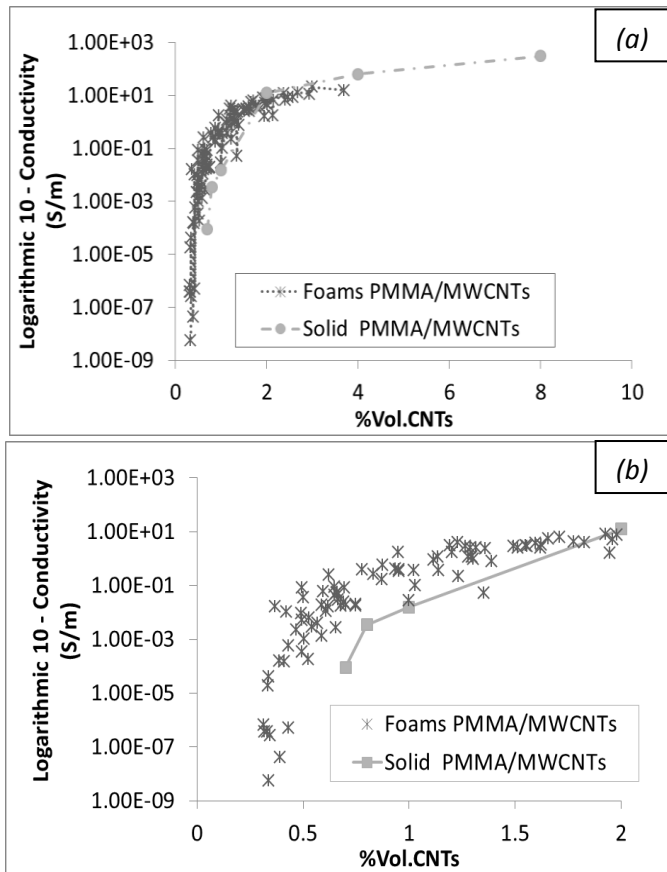 (a)
Logarithmic 10 - Conductivity
(S/m)
1.00E+03
1.00E+01
1.00E-01
1.00E-03
1.00E-05
1.00E-07
1.00E-09
Foams PMMA/MWCNTs
Solid PMMA/MWCNTs
0 2 4 6 8 10
%Vol.CNTs
(b)
Logarithmic 10 - Conductivity
(S/m)
1.00E+03
1.00E+01
1.00E-01
1.00E-03
1.00E-05
1.00E-07
1.00E-09
Foams PMMA/MWCNTs
Solid PMMA/MWCNTs
0 0.5 1 1.5 2
%Vol.CNTs